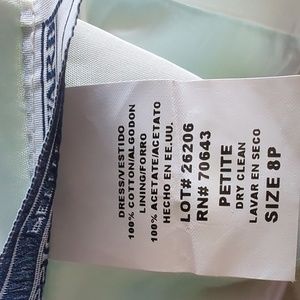 DRESS/VESTIDO
100% COTTON/ALGODON
LINING/FORRO
100% ACETATE/ACETATO
HECHO EN EE.UU.
LOT# 26206
RN# 70643
PETITE
DRY CLEAN
LAVAR EN SECO
SIZE 8P